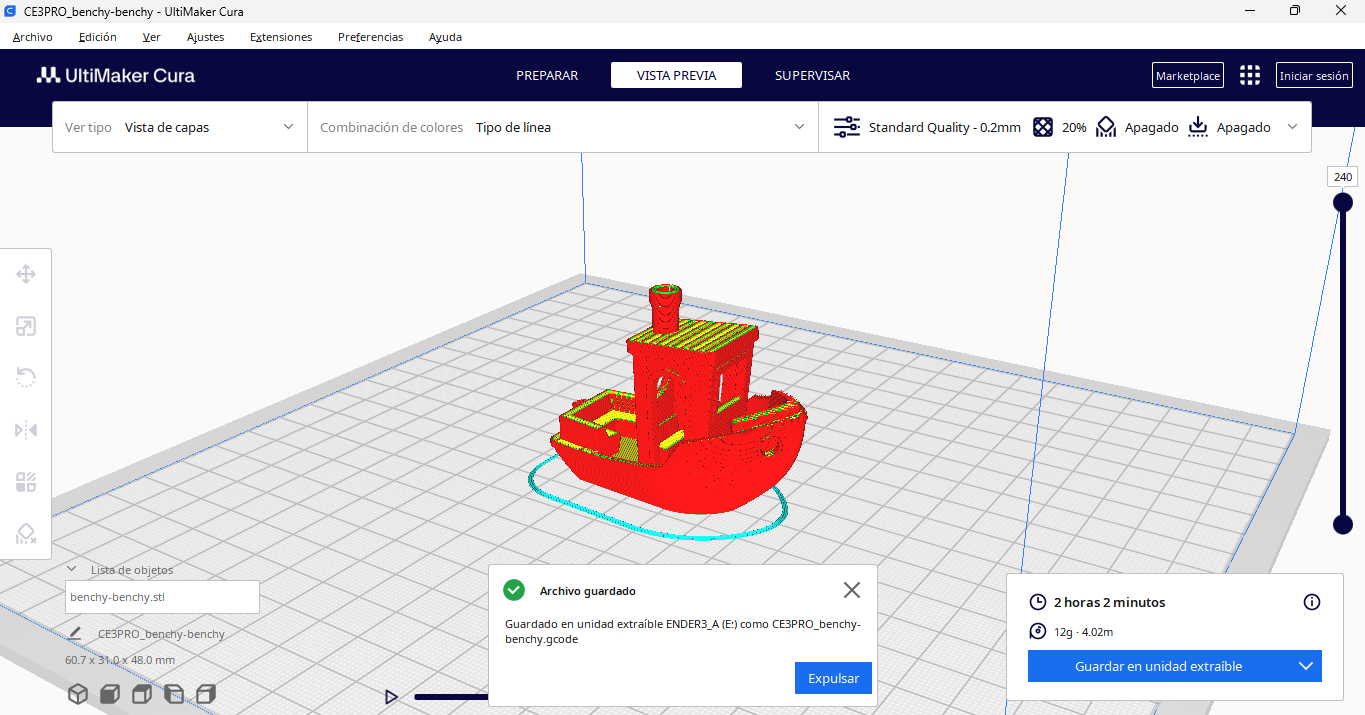 CE3PRO_benchy-benchy - UltiMaker Cura
Archivo Edición Ver Ajustes Extensiones Preferencias Ayuda
UltiMaker Cura PREPARAR VISTA PREVIA SUPERVISAR Marketplace Iniciar sesión
Ver tipo Vista de capas Combinación de colores Tipo de línea Standard Quality - 0.2mm 20% Apagado Apagado
240
Lista de objetos
benchy-benchy.stl
CE3PRO_benchy-benchy
60.7 x 31.0 x 48.0 mm
Archivo guardado
Guardado en unidad extraíble ENDER3_A (E:) como CE3PRO_benchy-
benchy.gcode
Expulsar
2 horas 2 minutos
12g · 4.02m
Guardar en unidad extraíble